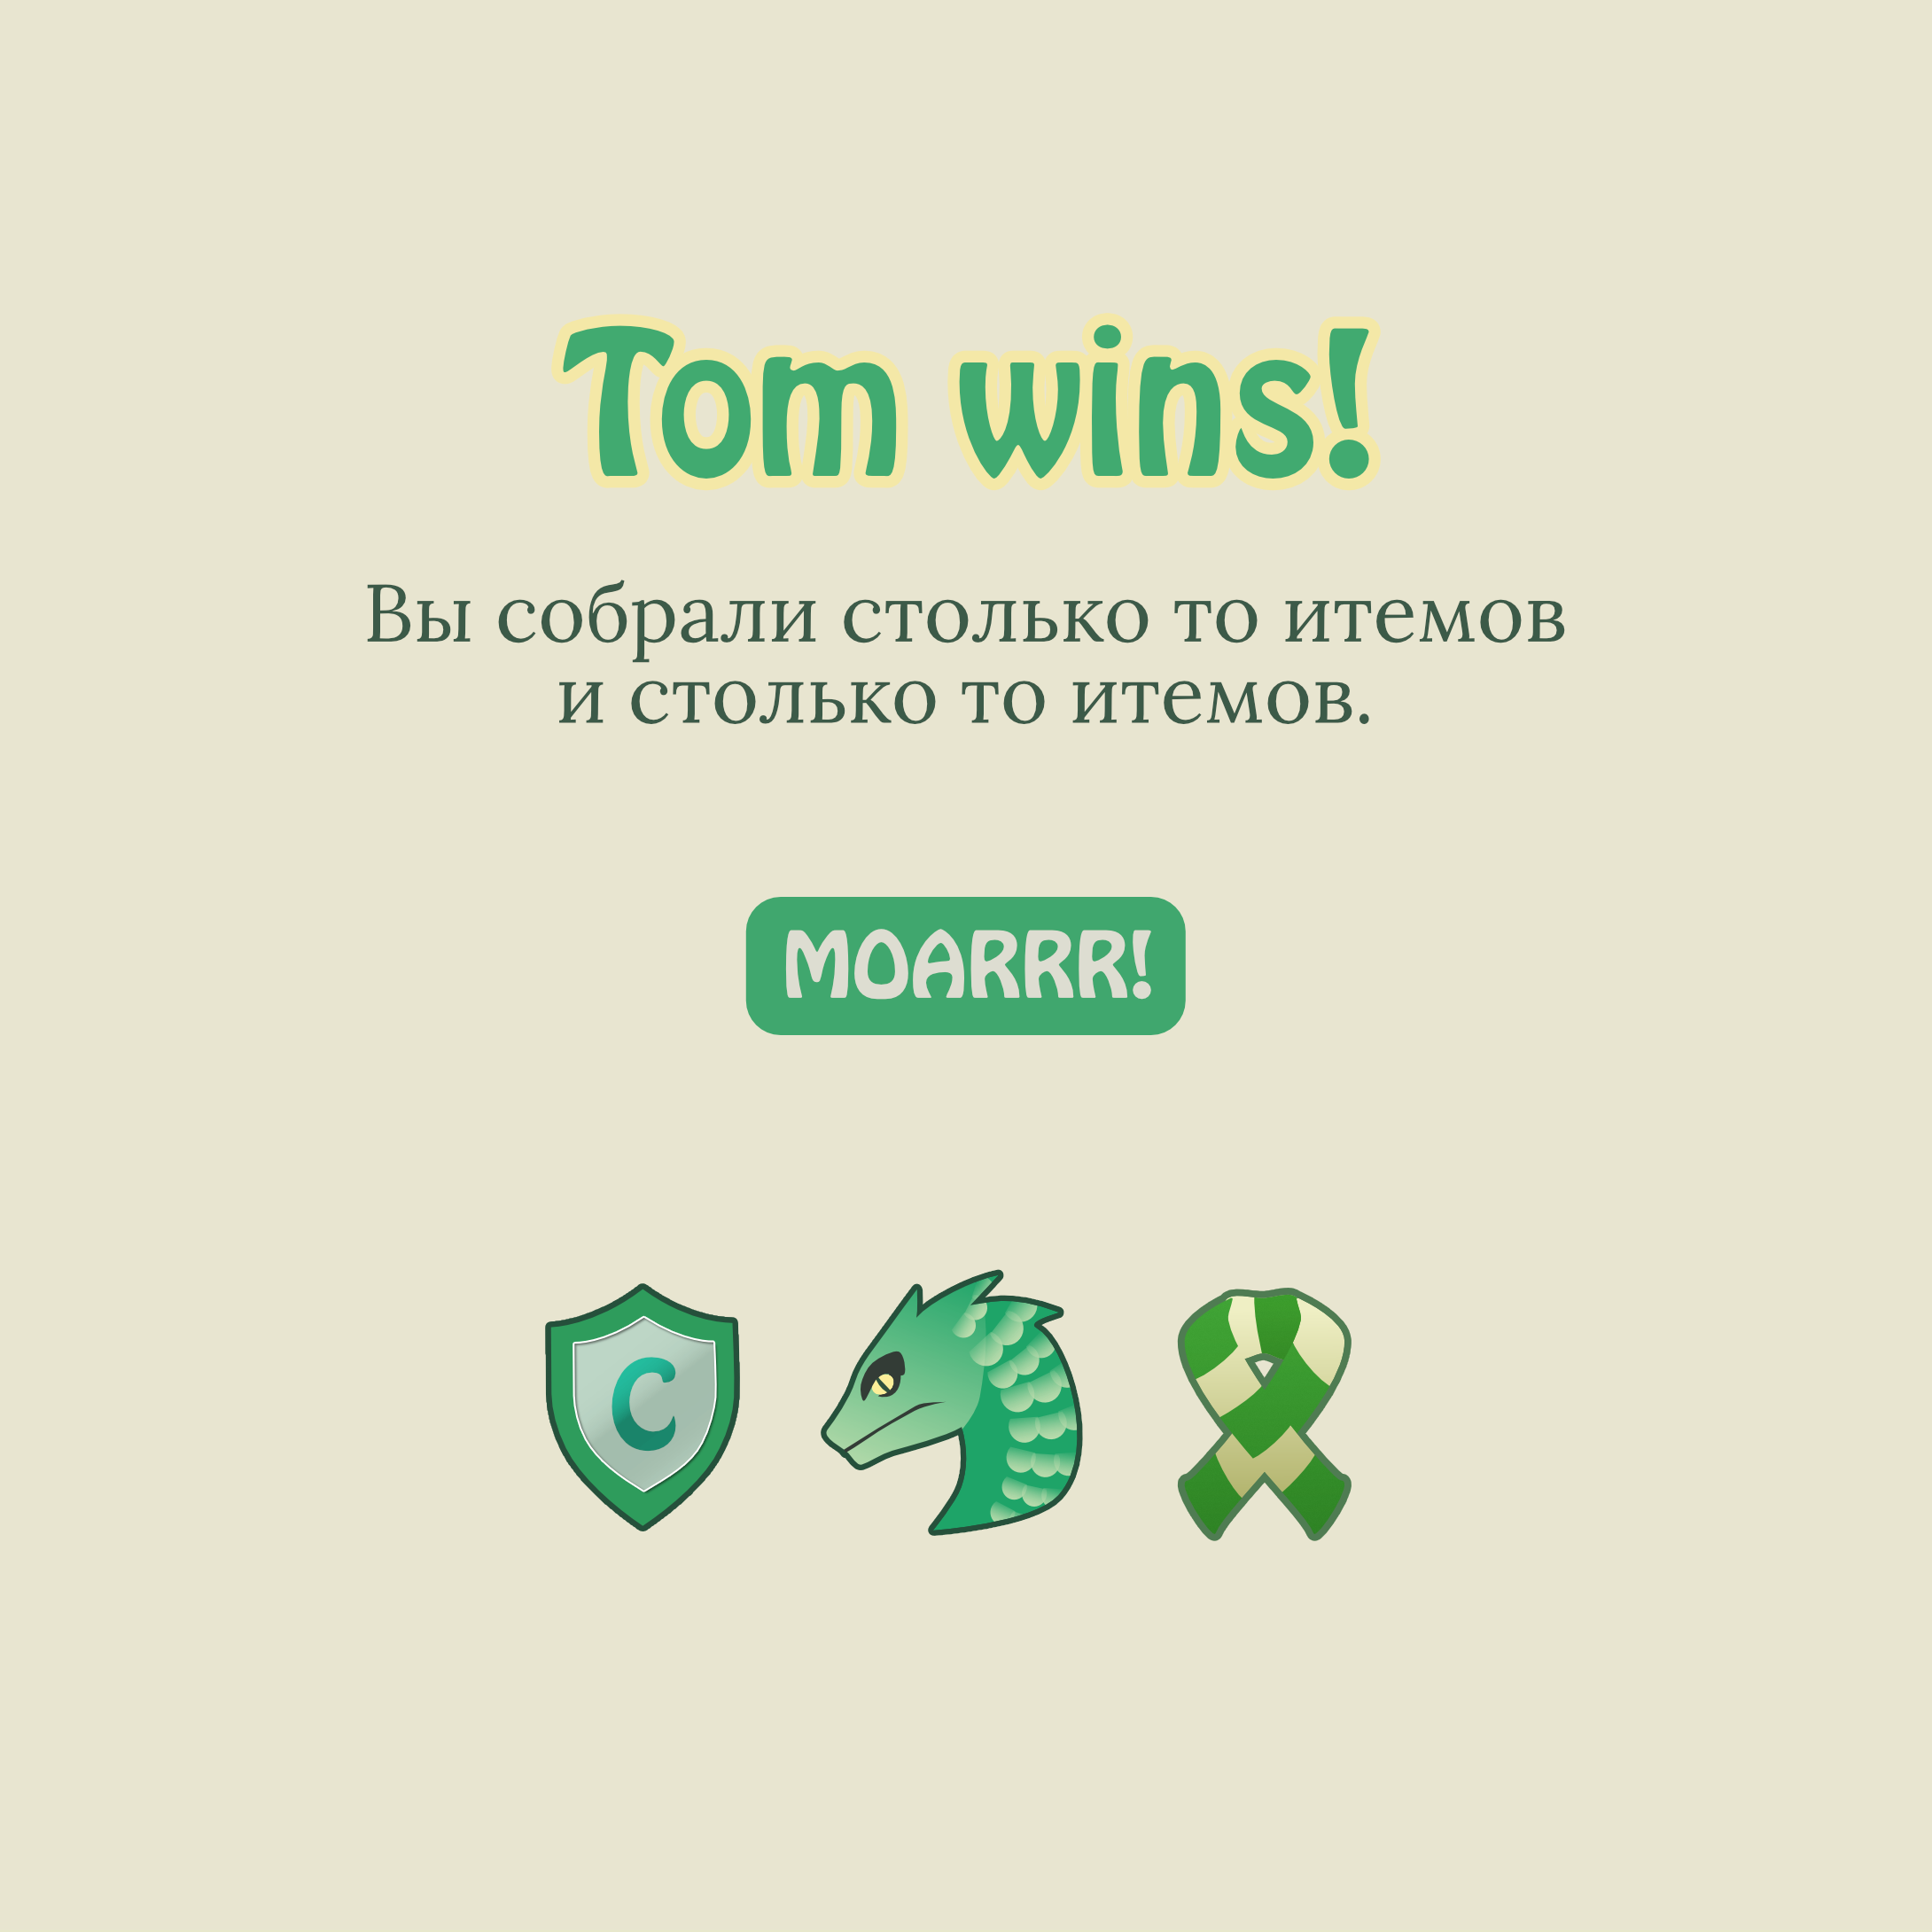 Tom wins!
Вы собрали столько то итемов
и столько то итемов.
MOARRR!
C